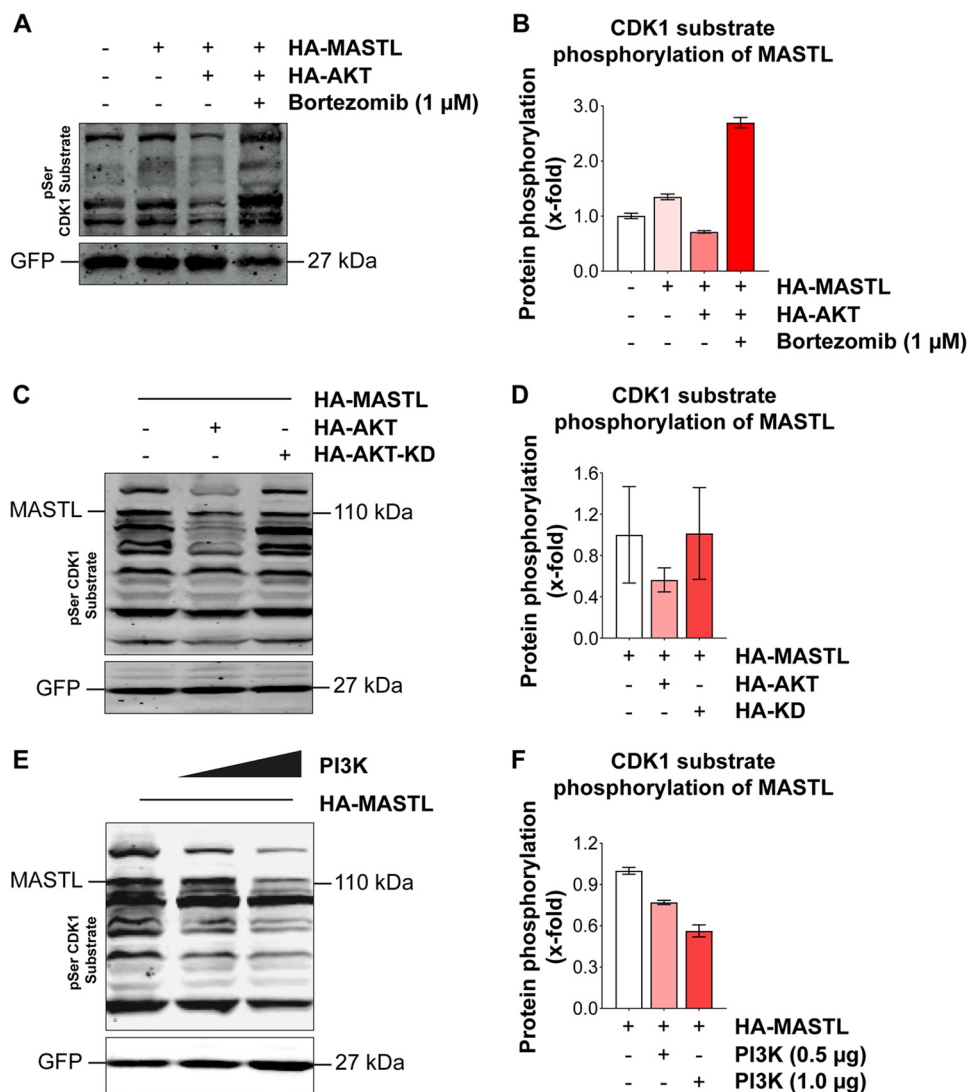 A
- + + + HA-MASTL
- - + + HA-AKT
- - - + Bortezomib (1 µM)
pSer
CDK1 Substrate
GFP
27 kDa
B
CDK1 substrate
phosphorylation of MASTL
Protein phosphorylation
(x-fold)
3.0
2.0
1.0
0.0
- + + + HA-MASTL
- - + + HA-AKT
- - - + Bortezomib (1 µM)
C
HA-MASTL
- + - HA-AKT
- - + HA-AKT-KD
MASTL
110 kDa
pSer CDK1
Substrate
GFP
27 kDa
D
CDK1 substrate
phosphorylation of MASTL
Protein phosphorylation
(x-fold)
1.6
1.2
0.8
0.4
0.0
+ + + HA-MASTL
- + - HA-AKT
- - + HA-KD
E
PI3K
HA-MASTL
MASTL
110 kDa
pSer CDK1
Substrate
GFP
27 kDa
F
CDK1 substrate
phosphorylation of MASTL
Protein phosphorylation
(x-fold)
1.2
0.9
0.6
0.3
0.0
+ + + HA-MASTL
- + - PI3K (0.5 µg)
- - + PI3K (1.0 µg)